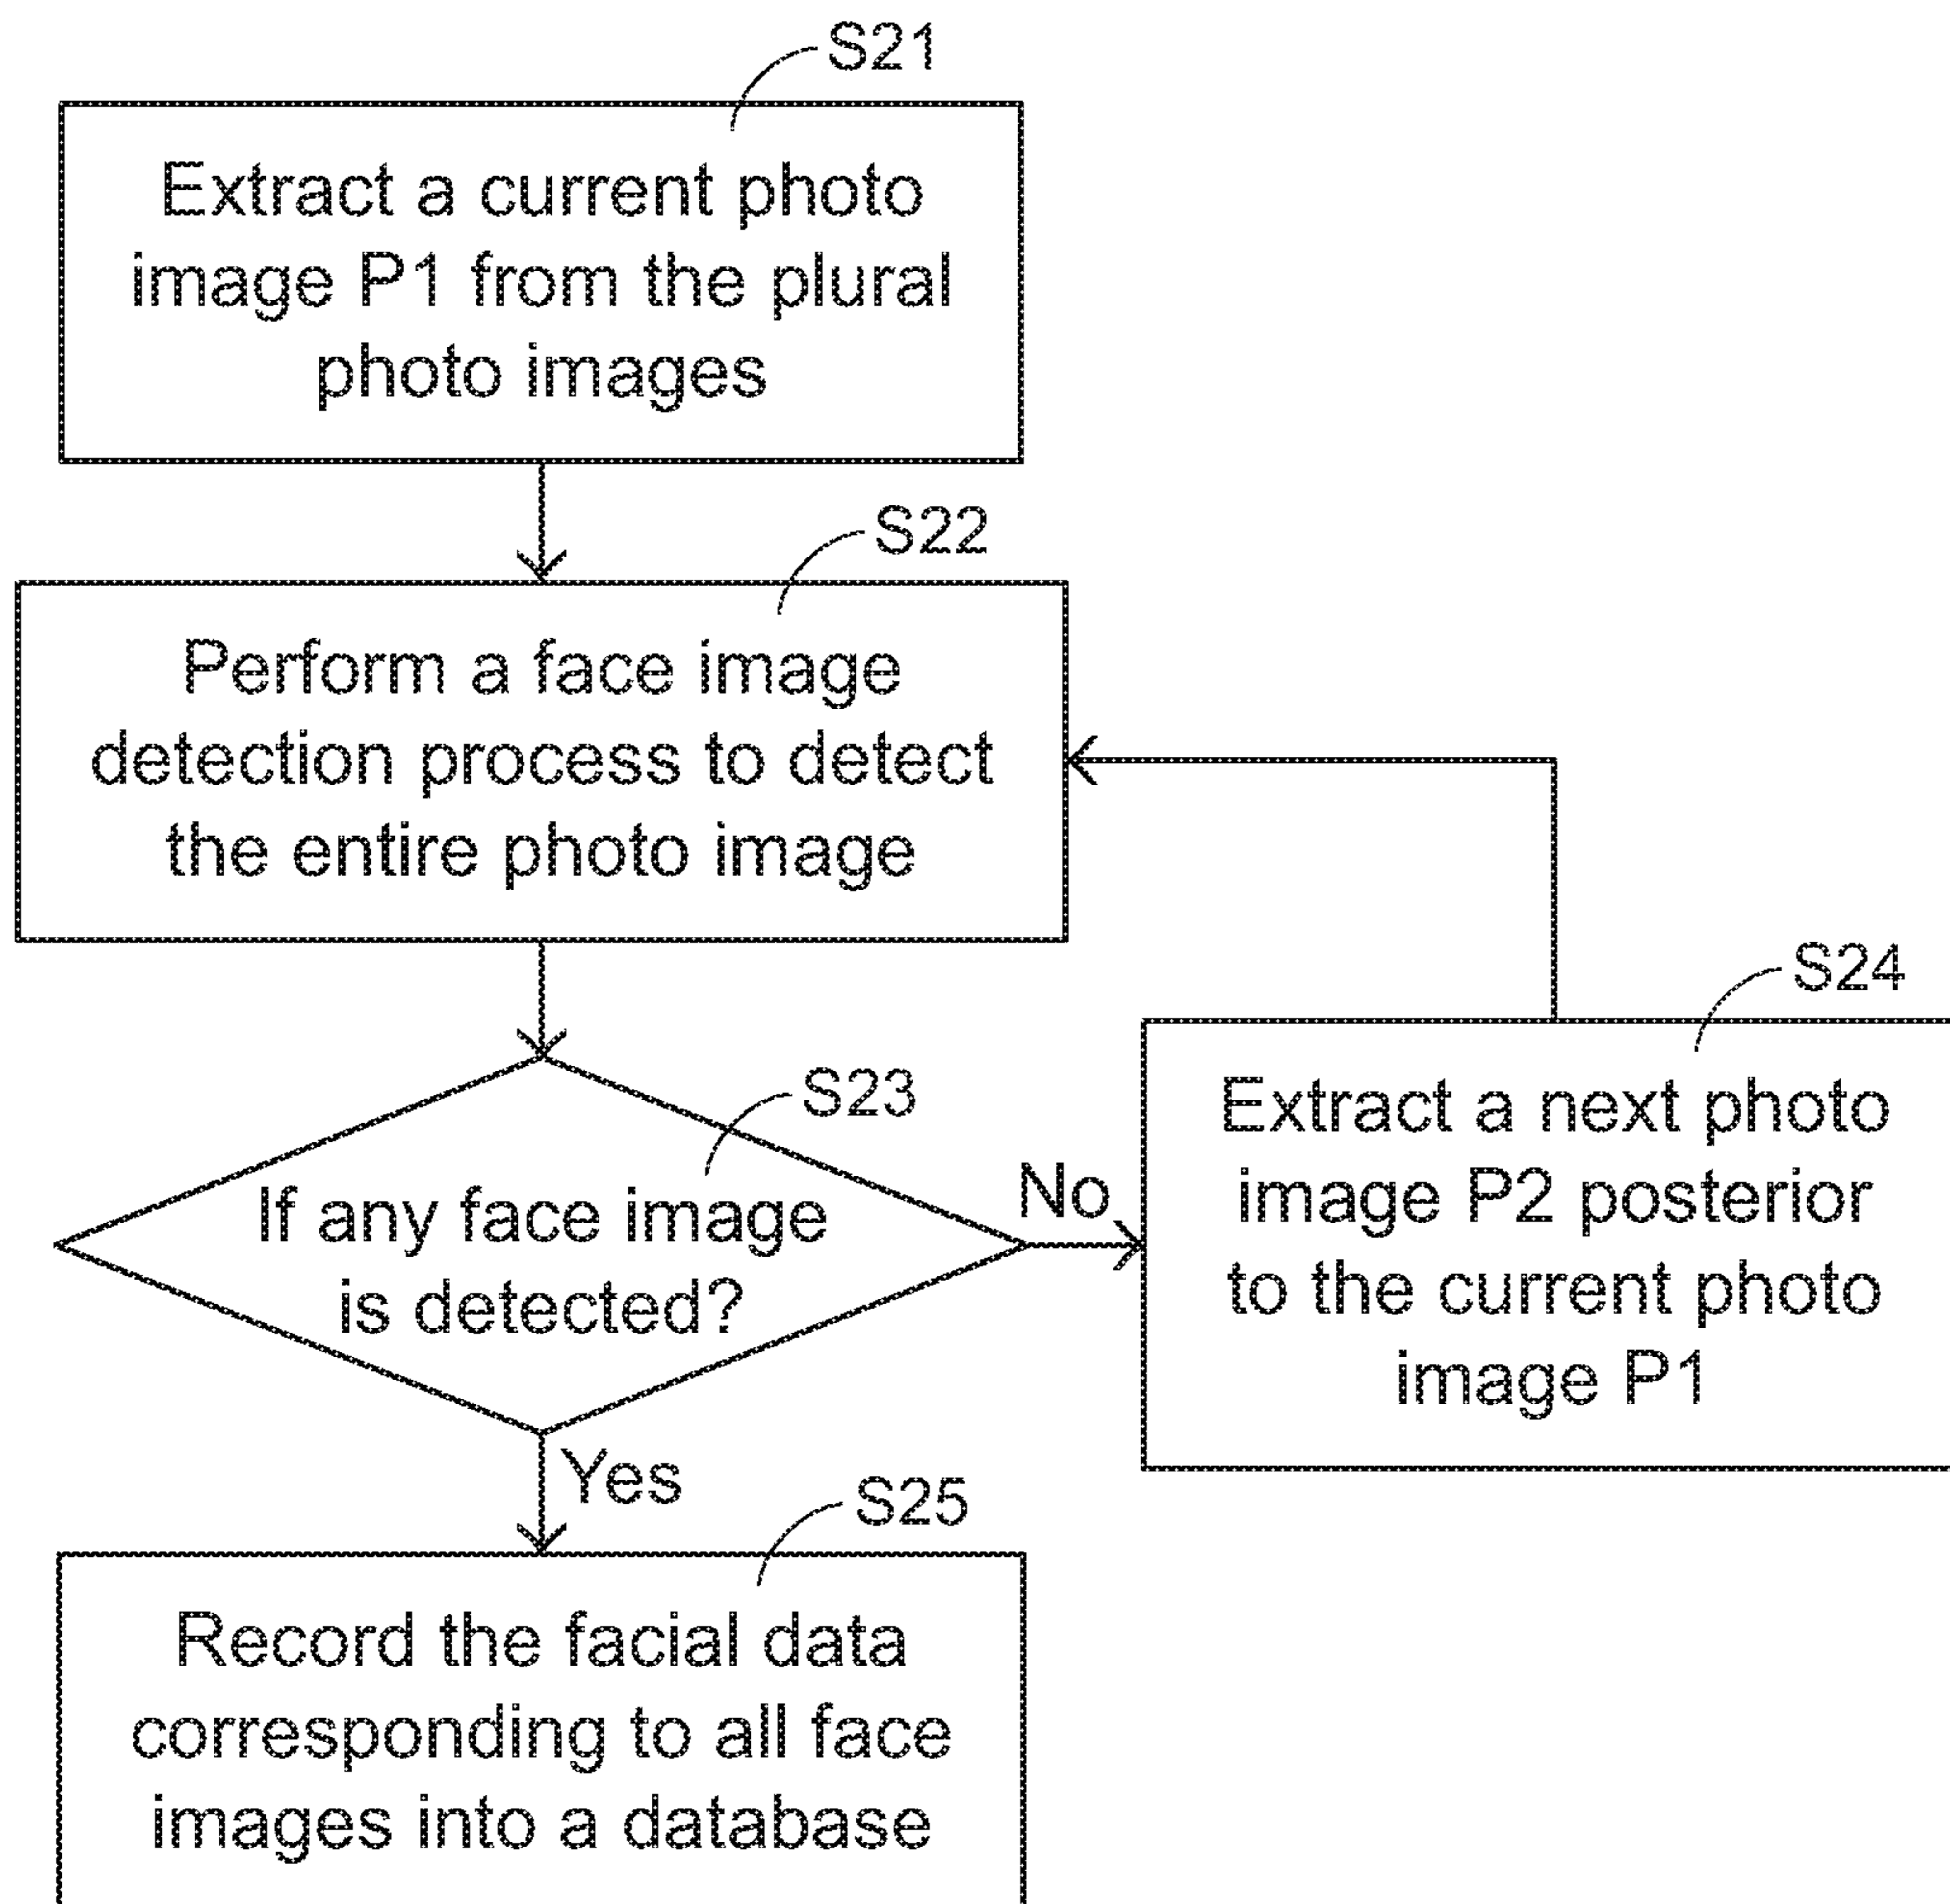 S21
Extract a current photo
image P1 from the plural
photo images
S22
Perform a face image
detection process to detect
the entire photo image
S23
If any face image
is detected?
No
S24
Extract a next photo
image P2 posterior
to the current photo
image P1
Yes
S25
Record the facial data
corresponding to all face
images into a database